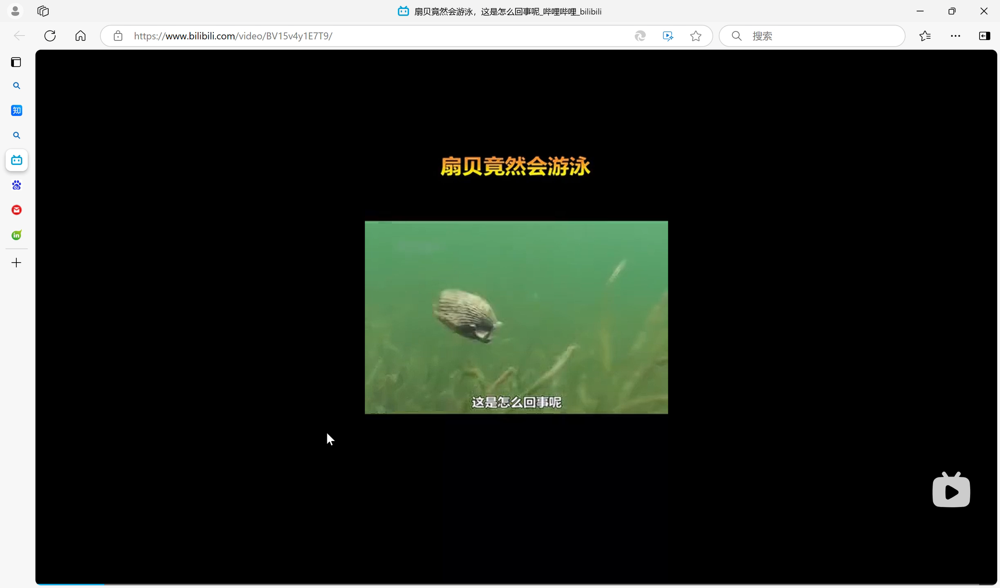 扇贝竟然会游泳，这是怎么回事呢_哔哩哔哩_bilibili
https://www.bilibili.com/video/BV15v4y1E7T9/
搜索
知
du
in
扇贝竟然会游泳
这是怎么回事呢